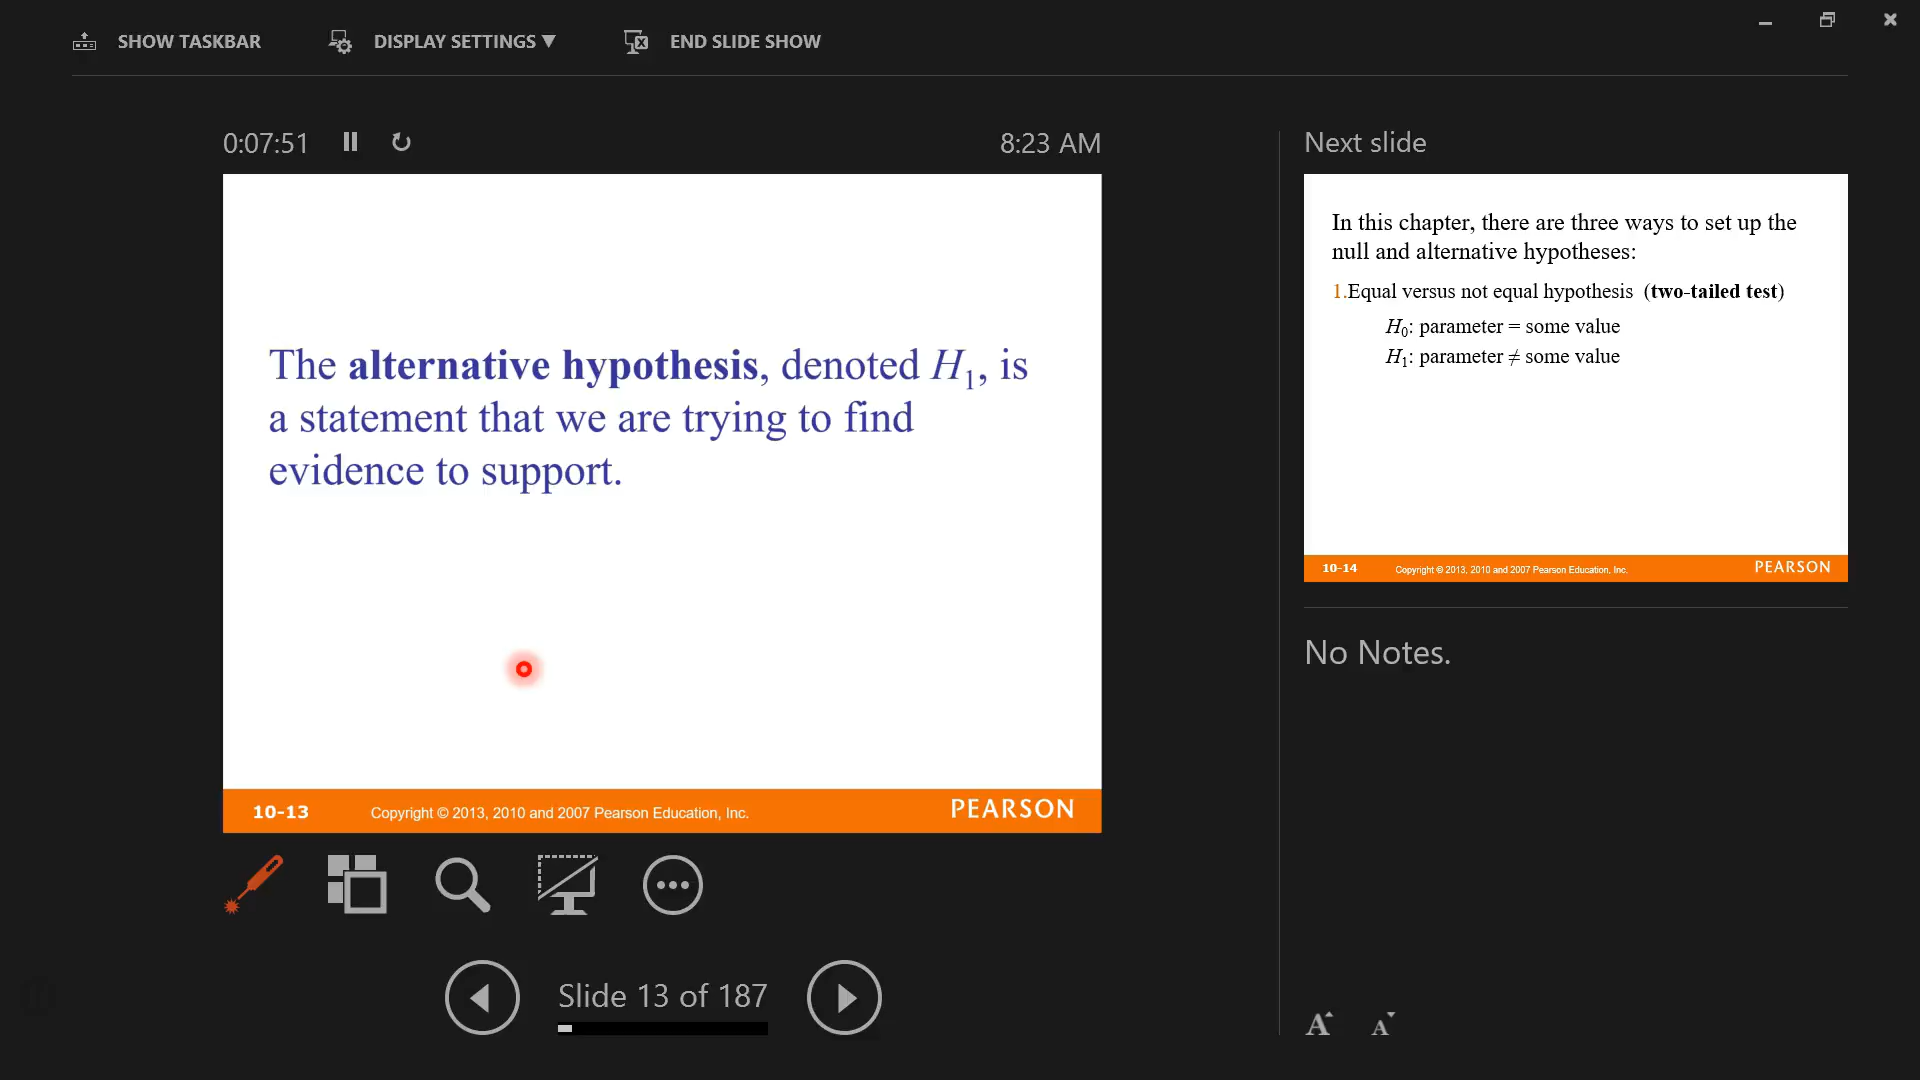 SHOW TASKBAR DISPLAY SETTINGS ▼ END SLIDE SHOW
0:07:51 8:23 AM
The alternative hypothesis, denoted H1, is
a statement that we are trying to find
evidence to support.
10-13 Copyright © 2013, 2010 and 2007 Pearson Education, Inc. PEARSON
Slide 13 of 187
Next slide
In this chapter, there are three ways to set up the
null and alternative hypotheses:
1.Equal versus not equal hypothesis (two-tailed test)
H0: parameter = some value
H1: parameter ≠ some value
10-14 Copyright © 2013, 2010 and 2007 Pearson Education, Inc. PEARSON
No Notes.
A A